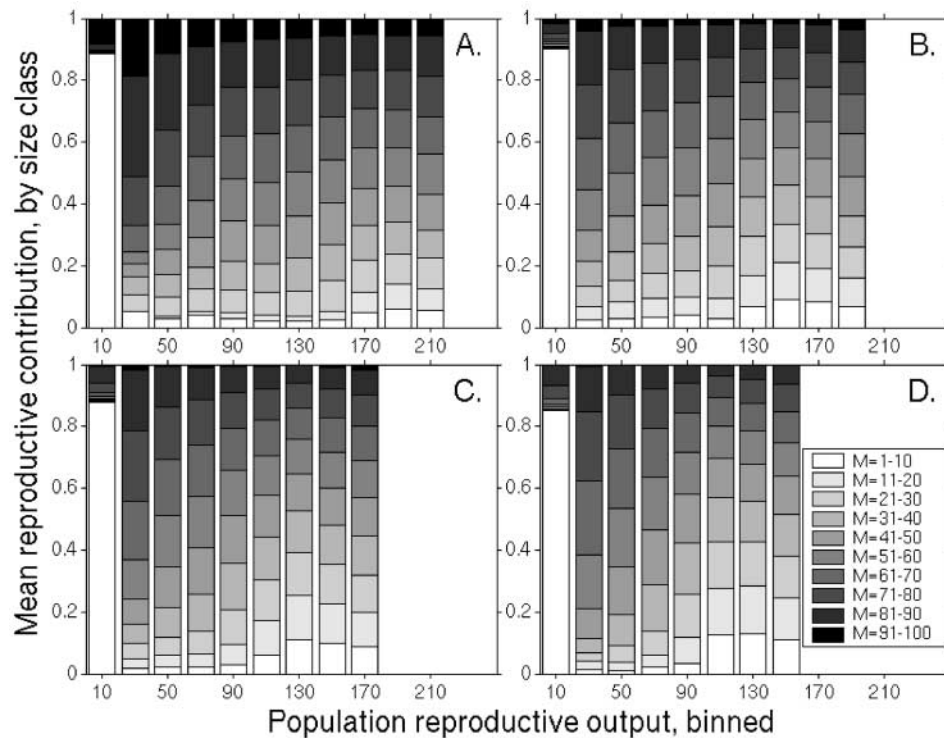 Mean reproductive contribution, by size class
1
0.8
0.6
0.4
0.2
0
A.
10 50 90 130 170 210
1
0.8
0.6
0.4
0.2
0
B.
10 50 90 130 170 210
1
0.8
0.6
0.4
0.2
0
C.
10 50 90 130 170 210
1
0.8
0.6
0.4
0.2
0
D.
M=1-10
M=11-20
M=21-30
M=31-40
M=41-50
M=51-60
M=61-70
M=71-80
M=81-90
M=91-100
10 50 90 130 170 210
Population reproductive output, binned